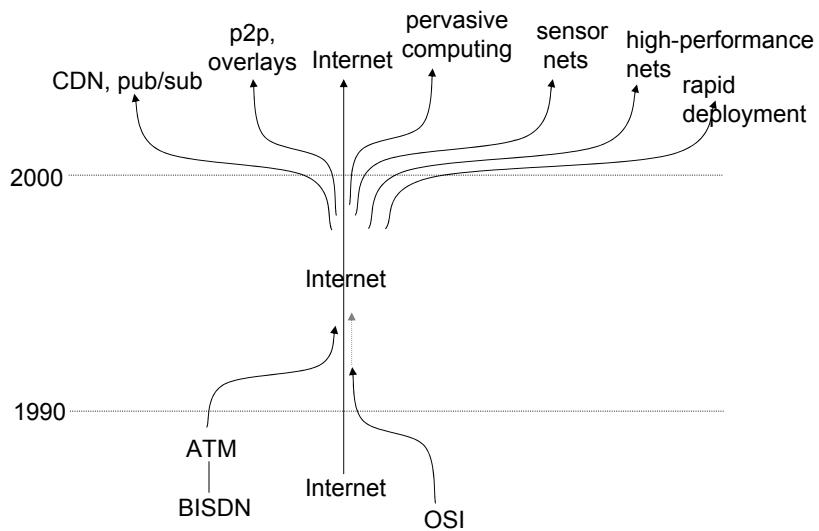 p2p,
overlays
Internet
pervasive
computing
sensor
nets
high-performance
nets
rapid
deployment
CDN, pub/sub
2000
Internet
1990
ATM
BISDN
Internet
OSI